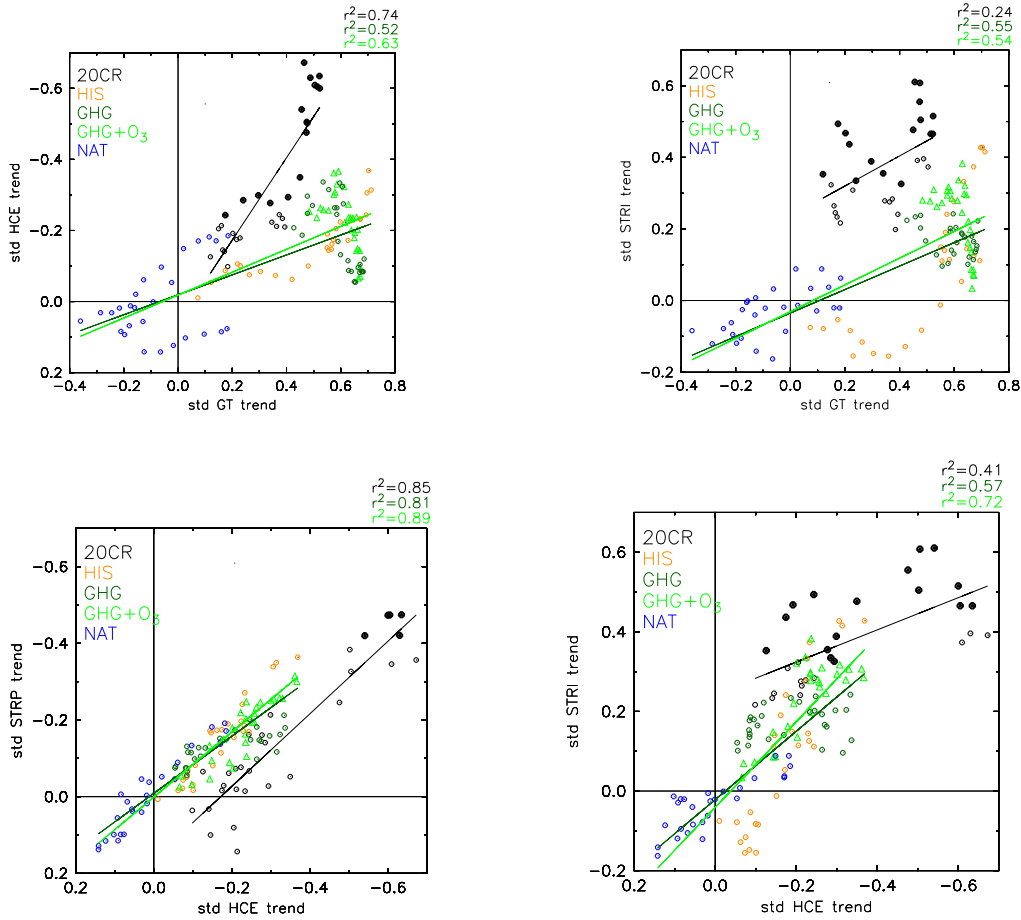 r²=0.74
r²=0.52
r²=0.63
20CR
HIS
GHG
GHG+O₃
NAT
-0.6
-0.4
-0.2
0.0
0.2
std HCE trend
-0.4 -0.2 0.0 0.2 0.4 0.6 0.8
std GT trend
r²=0.24
r²=0.55
r²=0.54
20CR
HIS
GHG
GHG+O₃
NAT
0.6
0.4
0.2
0.0
-0.2
std STRI trend
-0.4 -0.2 0.0 0.2 0.4 0.6 0.8
std GT trend
r²=0.85
r²=0.81
r²=0.89
20CR
HIS
GHG
GHG+O₃
NAT
-0.6
-0.4
-0.2
0.0
0.2
std STRP trend
0.2 0.0 -0.2 -0.4 -0.6
std HCE trend
r²=0.41
r²=0.57
r²=0.72
20CR
HIS
GHG
GHG+O₃
NAT
0.6
0.4
0.2
0.0
-0.2
std STRI trend
0.2 0.0 -0.2 -0.4 -0.6
std HCE trend